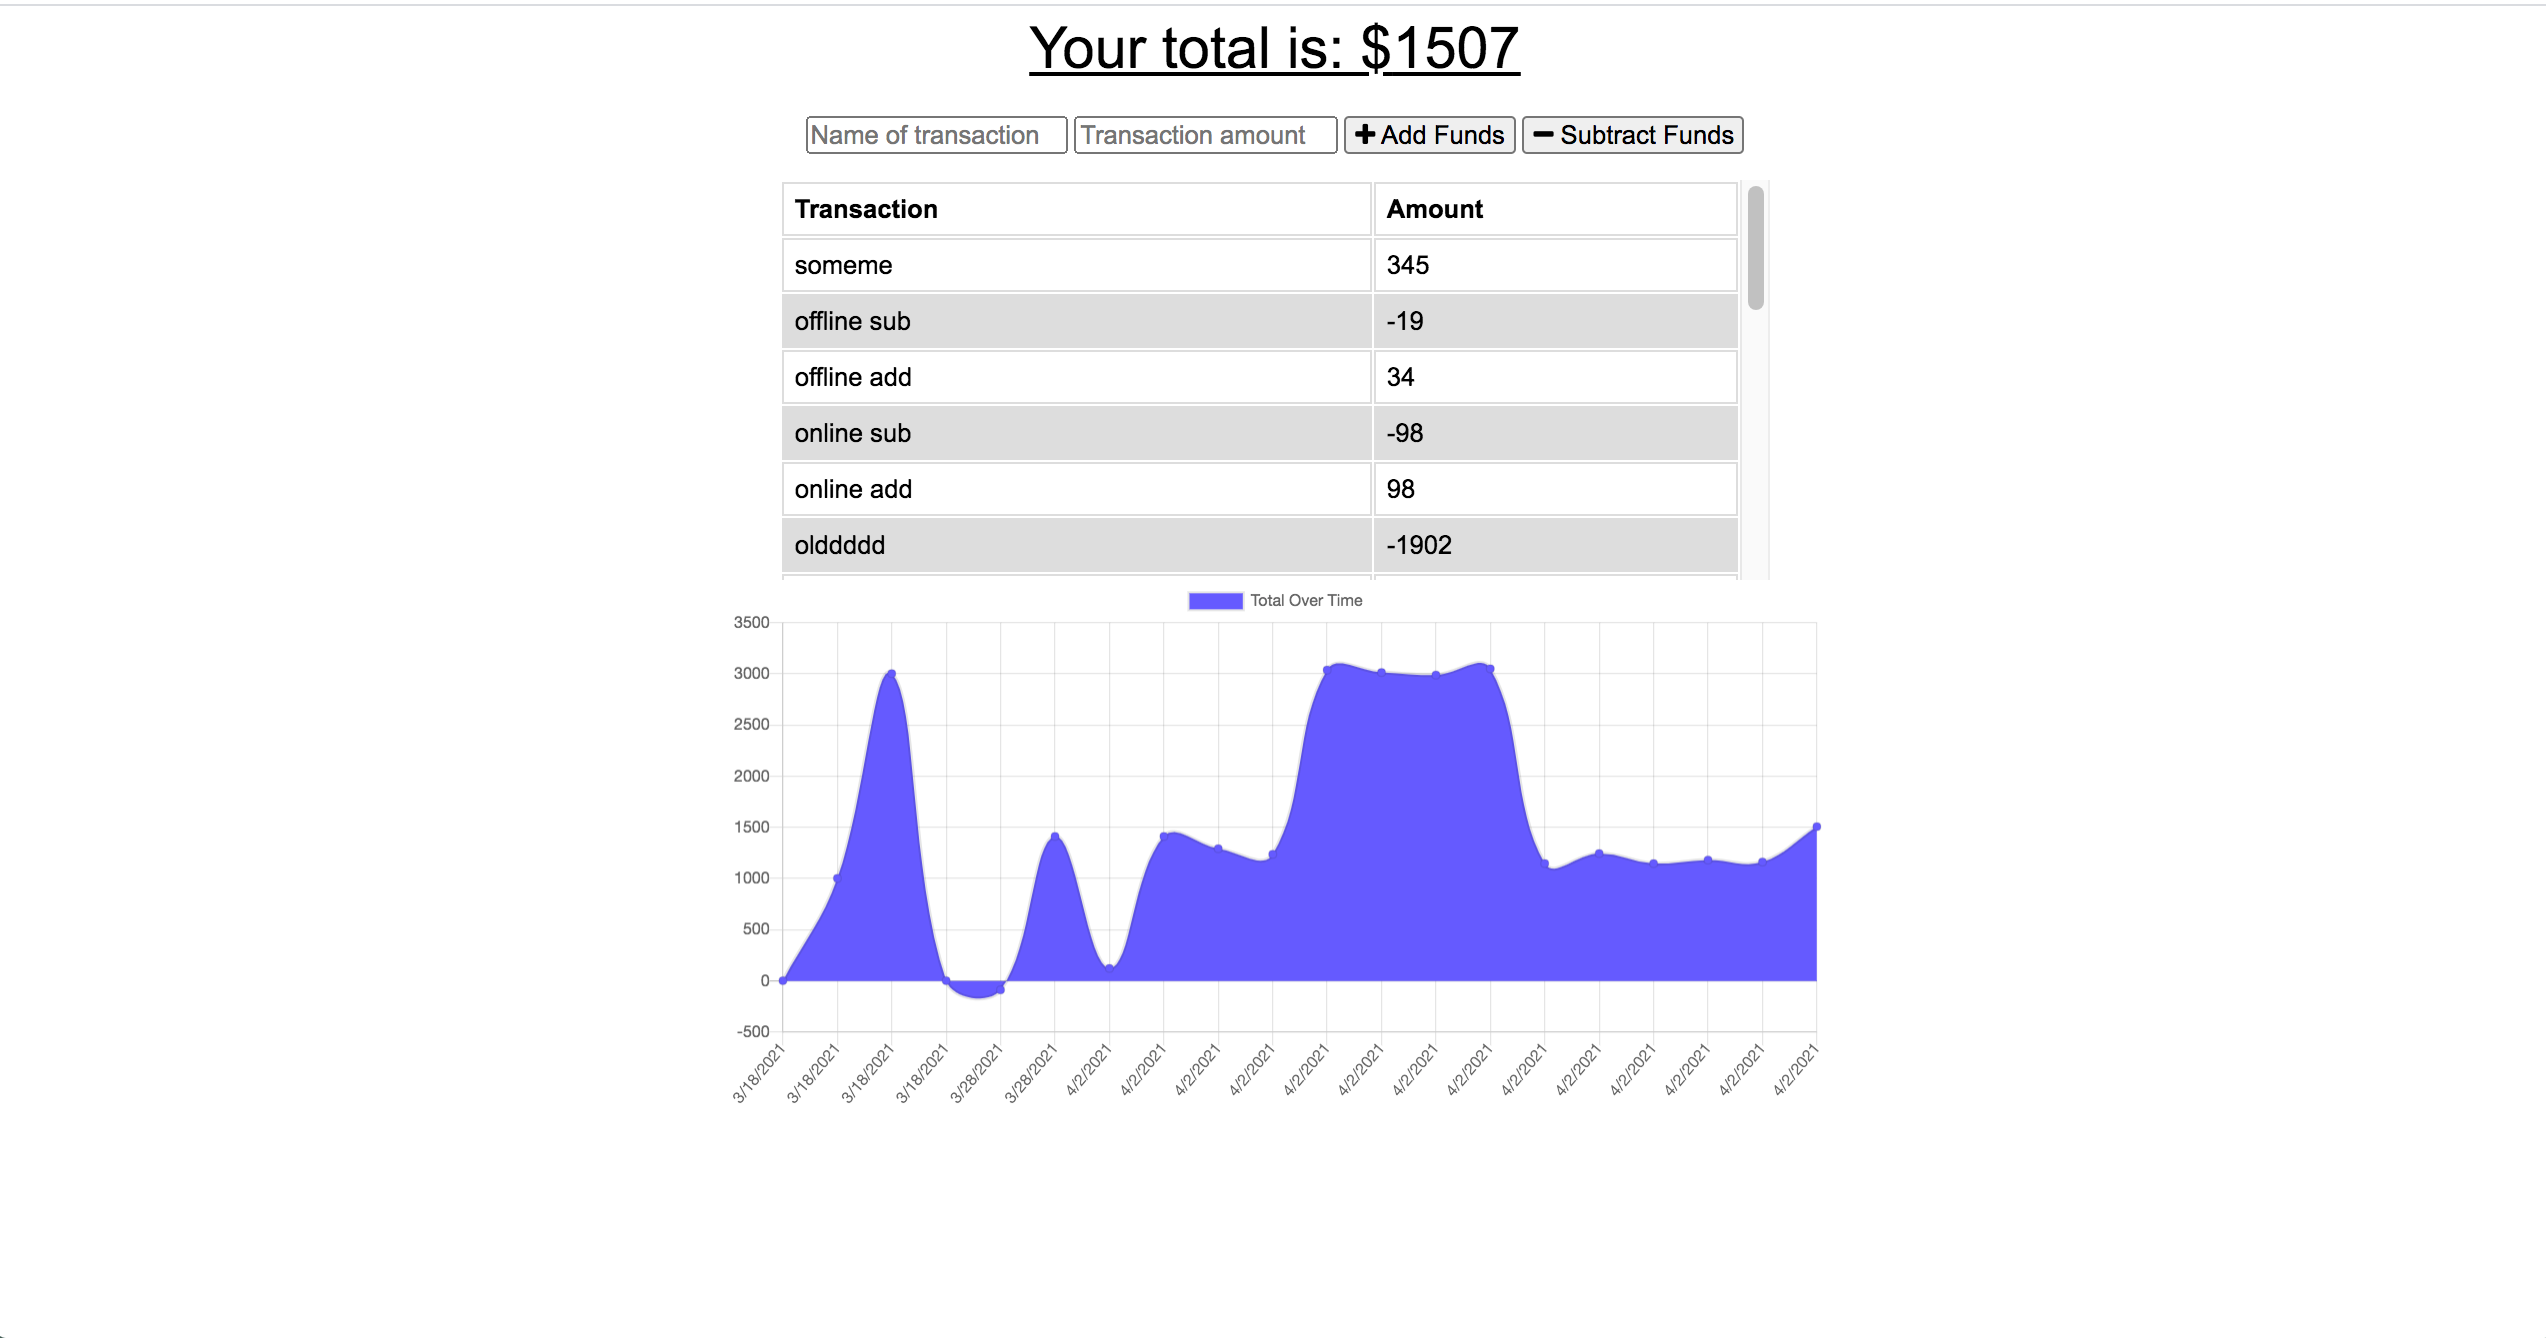 Your total is: $1507
Name of transaction Transaction amount Add Funds Subtract Funds
Transaction Amount
someme 345
offline sub -19
offline add 34
online sub -98
online add 98
olddddd -1902
Total Over Time
3500
3000
2500
2000
1500
1000
500
0
-500
3/18/2021 3/18/2021 3/18/2021 3/18/2021 3/28/2021 3/28/2021 4/2/2021 4/2/2021 4/2/2021 4/2/2021 4/2/2021 4/2/2021 4/2/2021 4/2/2021 4/2/2021 4/2/2021 4/2/2021 4/2/2021 4/2/2021 4/2/2021